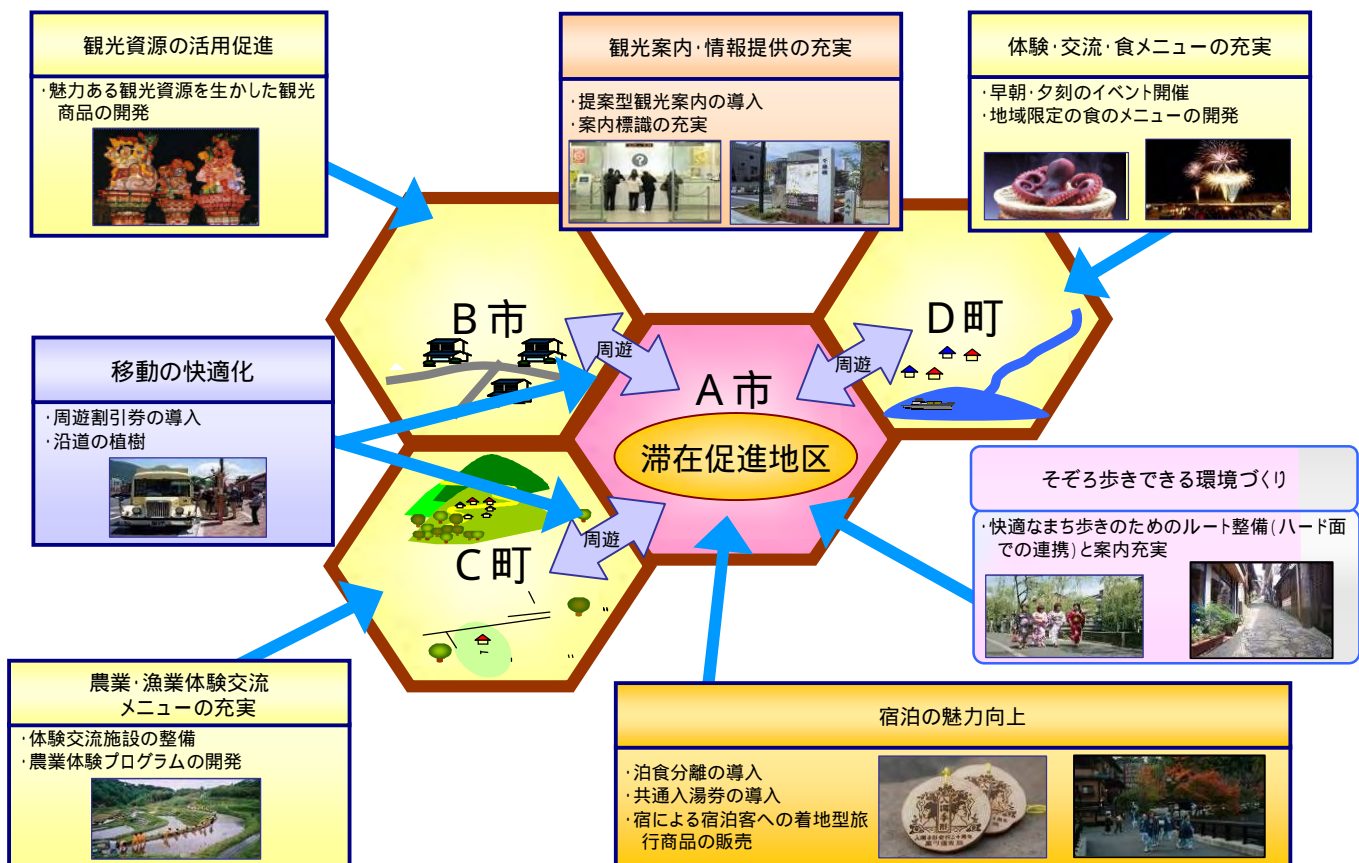 観光資源の活用促進
・魅力ある観光資源を生かした観光
商品の開発
観光案内・情報提供の充実
・提案型観光案内の導入
・案内標識の充実
体験・交流・食メニューの充実
・早朝・夕刻のイベント開催
・地域限定の食のメニューの開発
B市
周遊
A市
滞在促進地区
周遊
D町
移動の快適化
・周遊割引券の導入
・沿道の植樹
C町
周遊
そぞろ歩きできる環境づくり
・快適なまち歩きのためのルート整備(ハード面
での連携)と案内充実
農業・漁業体験交流
メニューの充実
・体験交流施設の整備
・農業体験プログラムの開発
宿泊の魅力向上
・泊食分離の導入
・共通入湯券の導入
・宿による宿泊客への着地型旅
行商品の販売